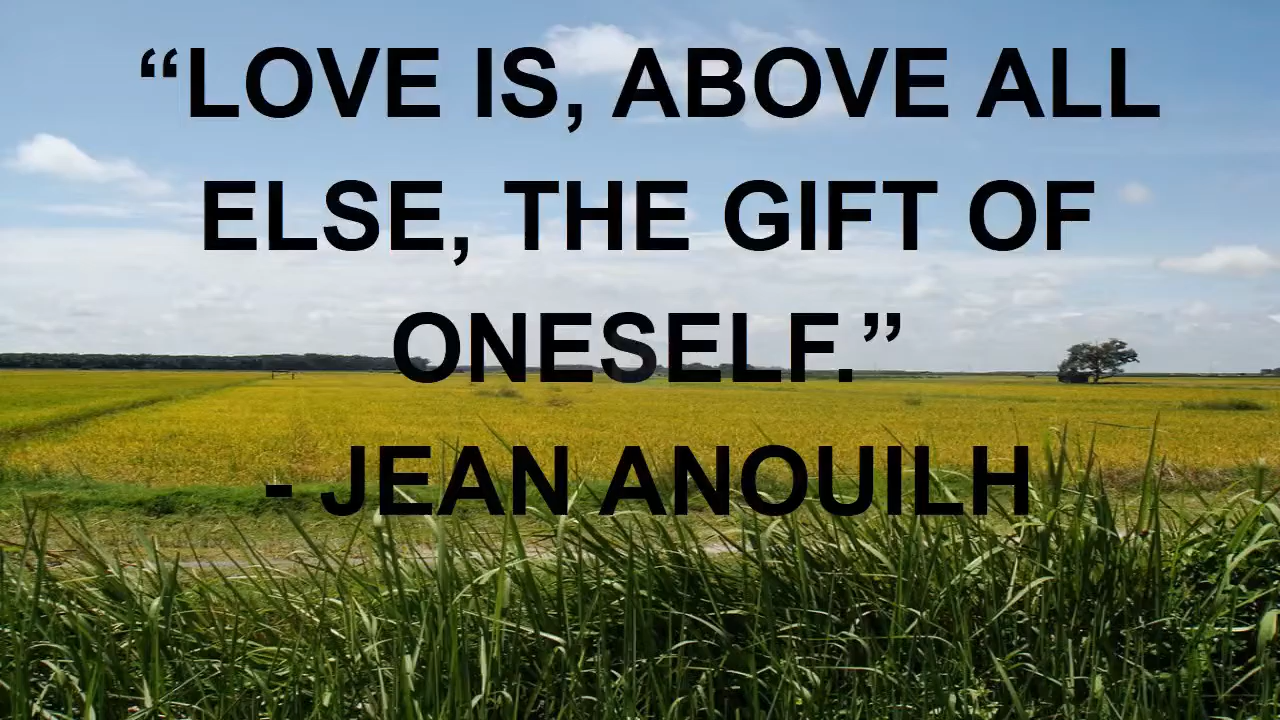 “LOVE IS, ABOVE ALL
ELSE, THE GIFT OF
ONESELF.”
- JEAN ANOUILH